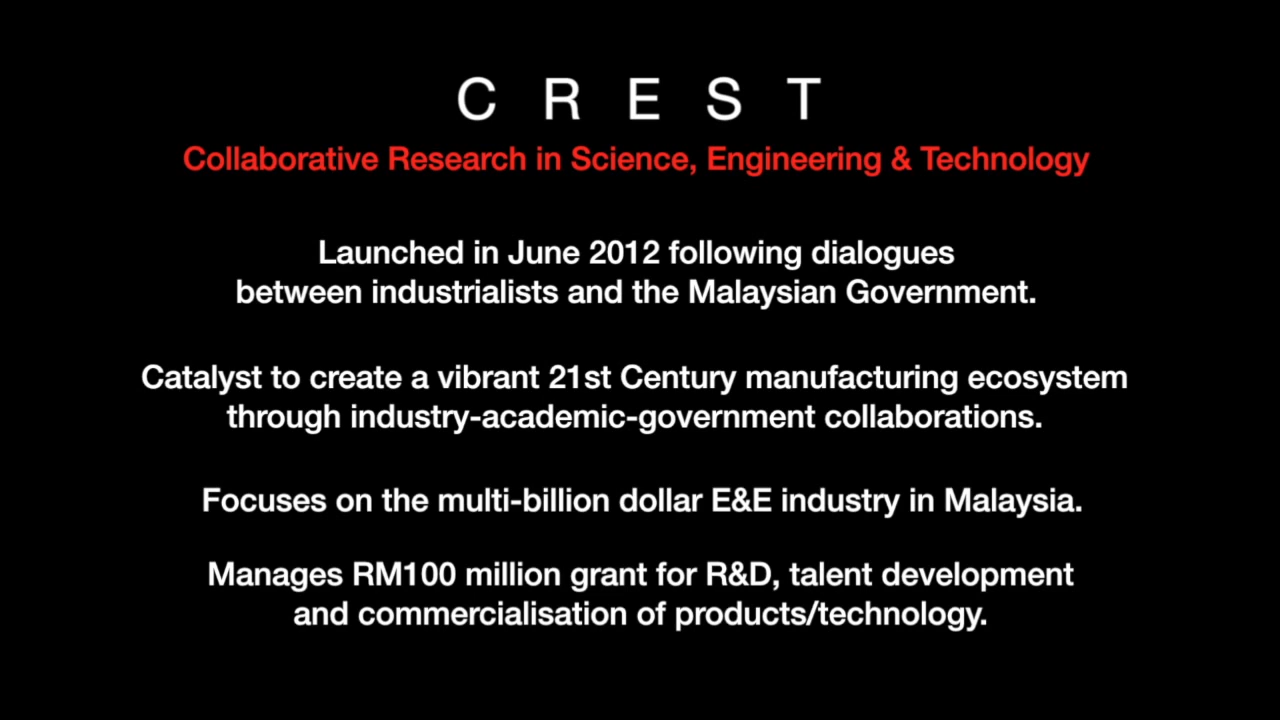 C R E S T
Collaborative Research in Science, Engineering & Technology
Launched in June 2012 following dialogues
between industrialists and the Malaysian Government.
Catalyst to create a vibrant 21st Century manufacturing ecosystem
through industry-academic-government collaborations.
Focuses on the multi-billion dollar E&E industry in Malaysia.
Manages RM100 million grant for R&D, talent development
and commercialisation of products/technology.